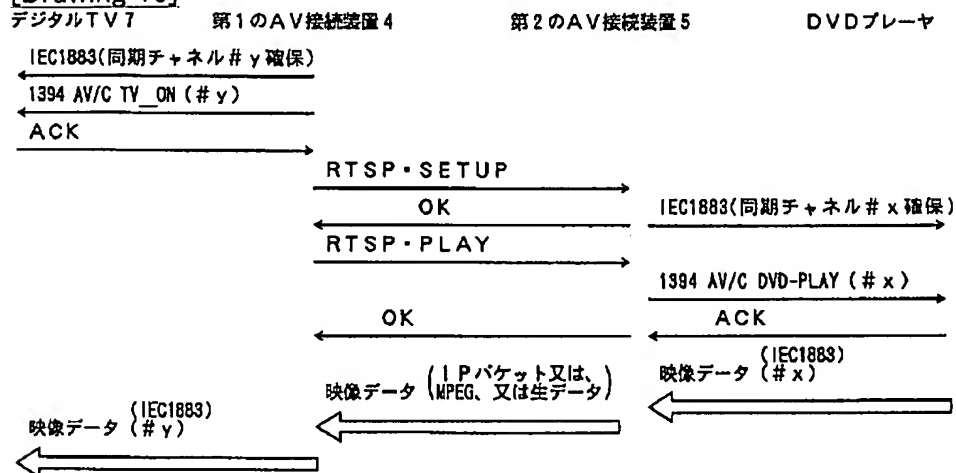 [Drawing 10]
デジタルTV7 第1のAV接続装置4 第2のAV接続装置5 DVDプレーヤ
IEC1883(同期チャネル#y確保)
1394 AV/C TV_ON (#y)
ACK
RTSP・SETUP
OK IEC1883(同期チャネル#x確保)
RTSP・PLAY
1394 AV/C DVD-PLAY (#x)
OK ACK
映像データ (IPパケット又は、MPEG、又は生データ)
映像データ (IEC1883) (#x)
映像データ (IEC1883) (#y)